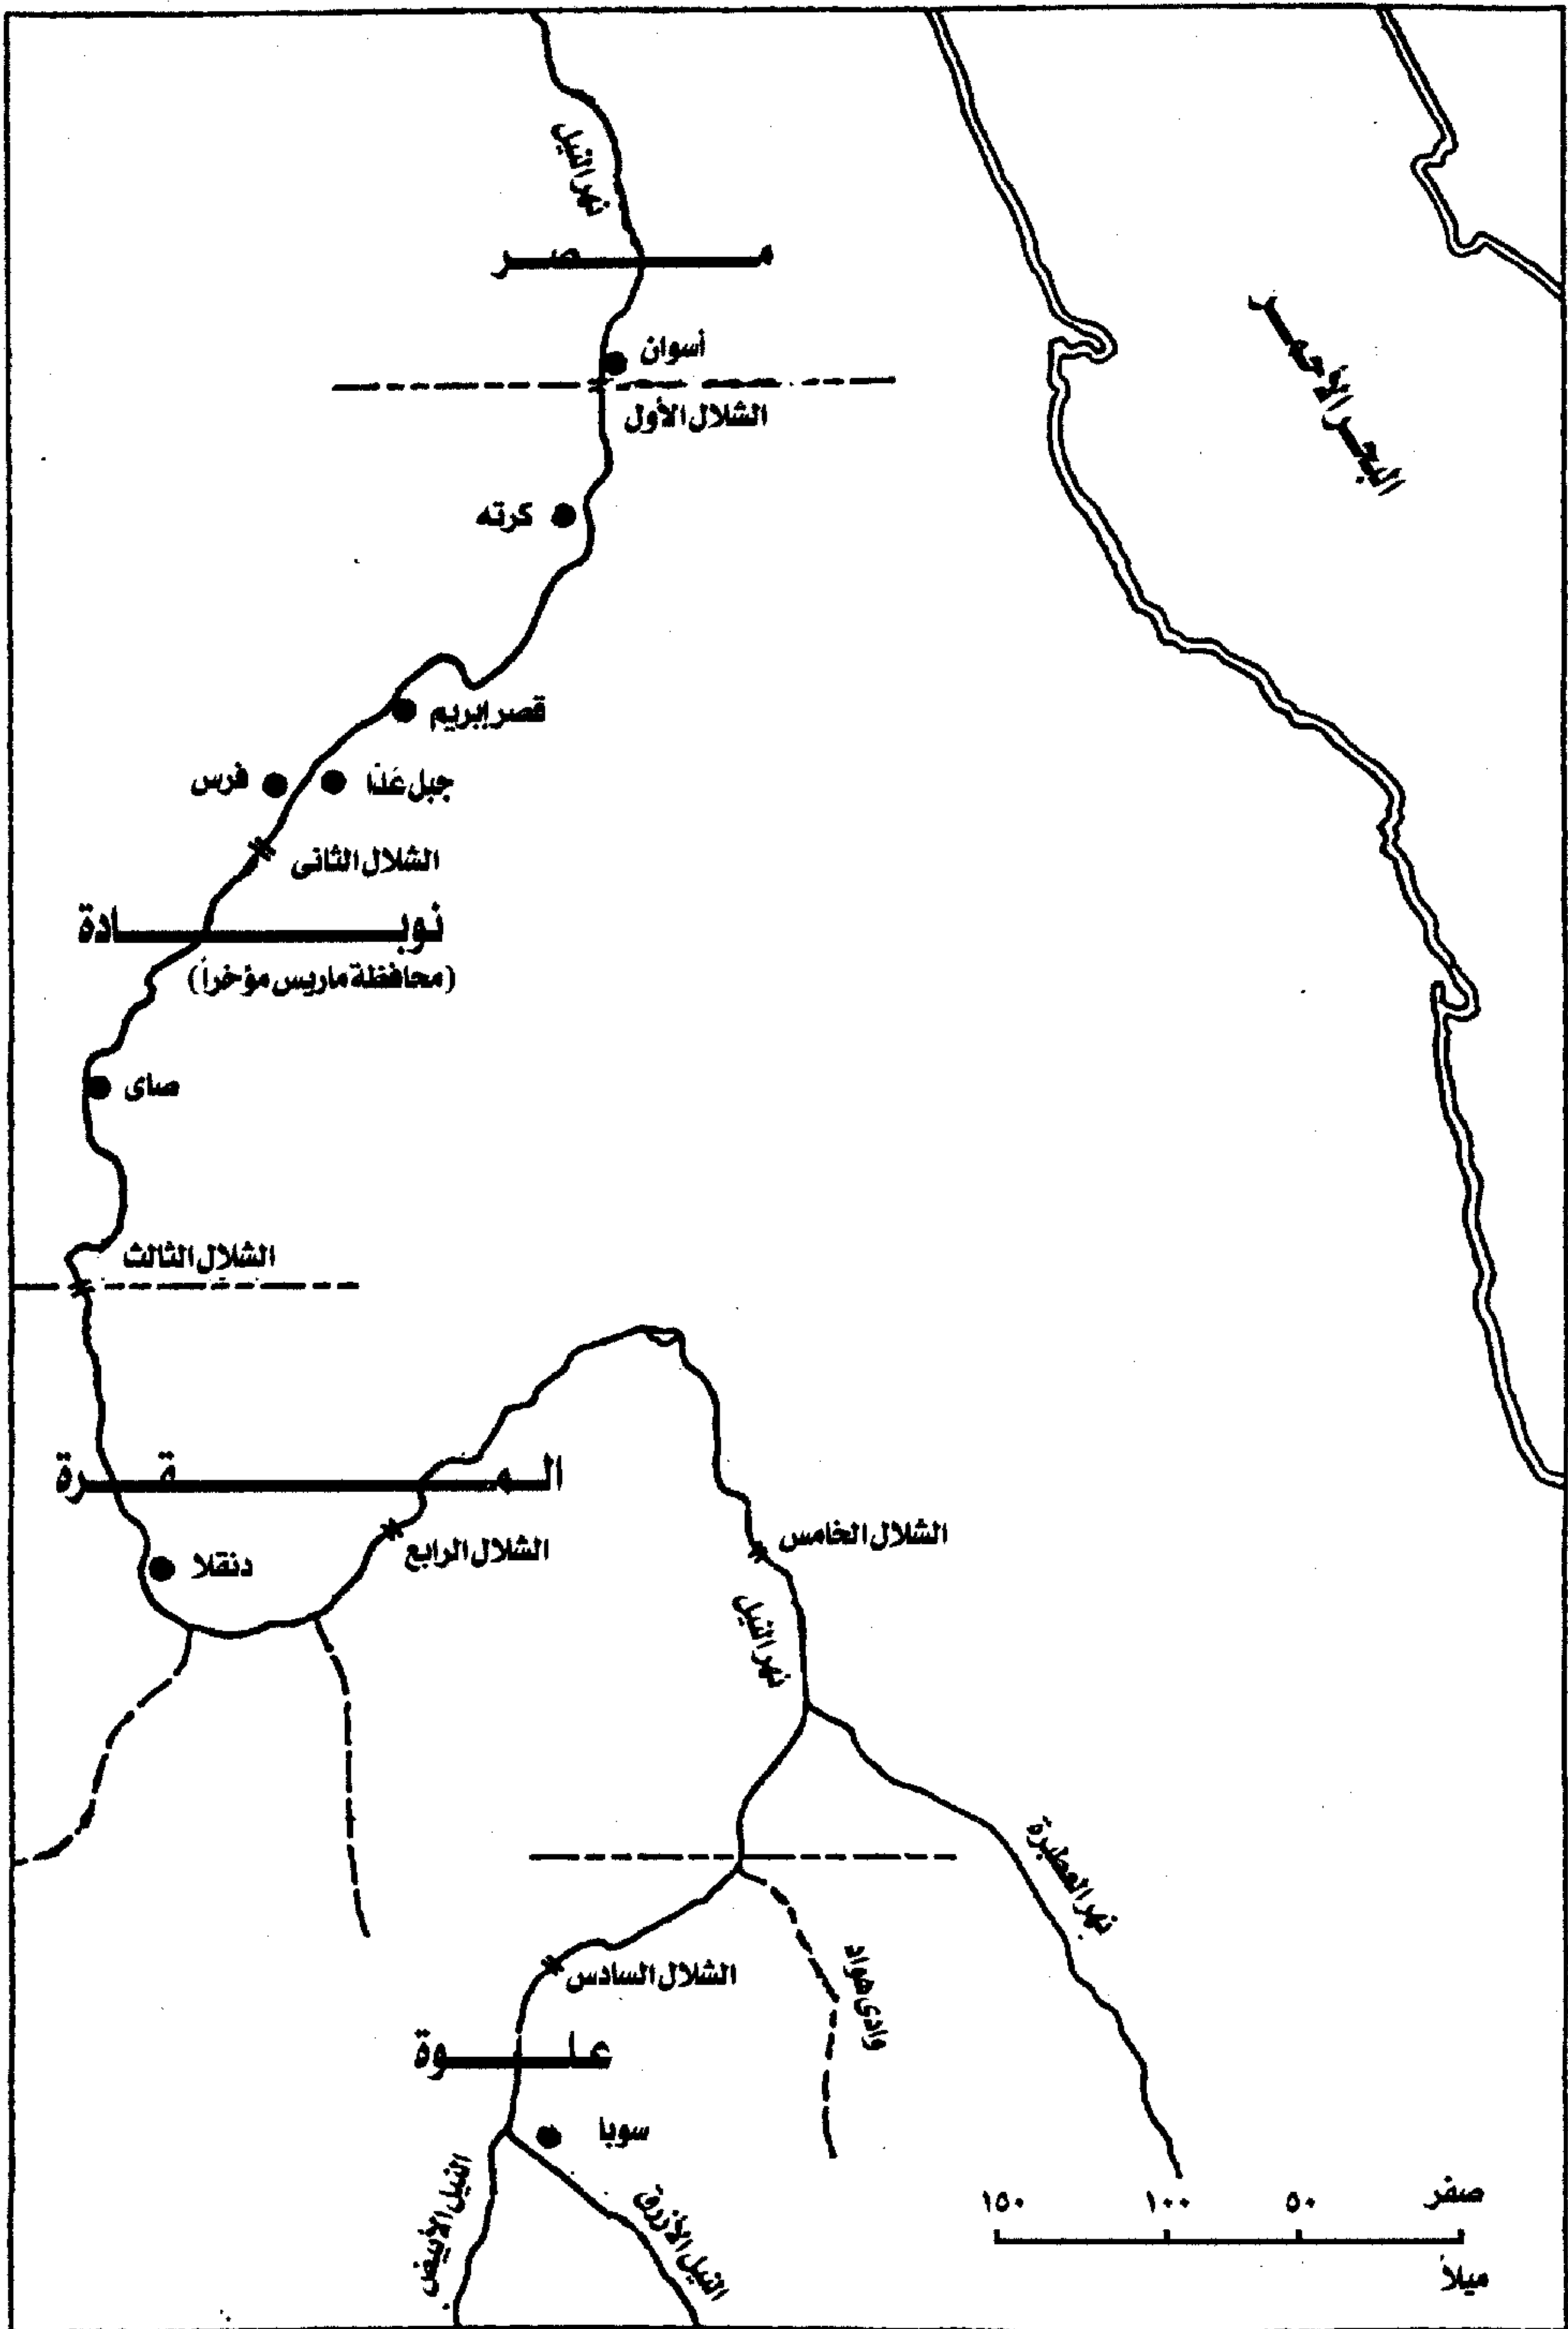 نهر النيل
مصر
أسوان
الشلال الأول
البحر الأحمر
كرته
قصر إبريم
فرس
جبل عَدّا
الشلال الثانى
نوبادة
(محافظة ماريس مؤخراً)
صاى
الشلال الثالث
المقرة
الشلال الرابع
الشلال الخامس
دنقلا
نهر النيل
نهر العطبرة
وادى هواد
الشلال السادس
علوة
سوبا
النيل الأبيض
النيل الأزرق
صفر ٥٠ ١٠٠ ١٥٠
ميلاً